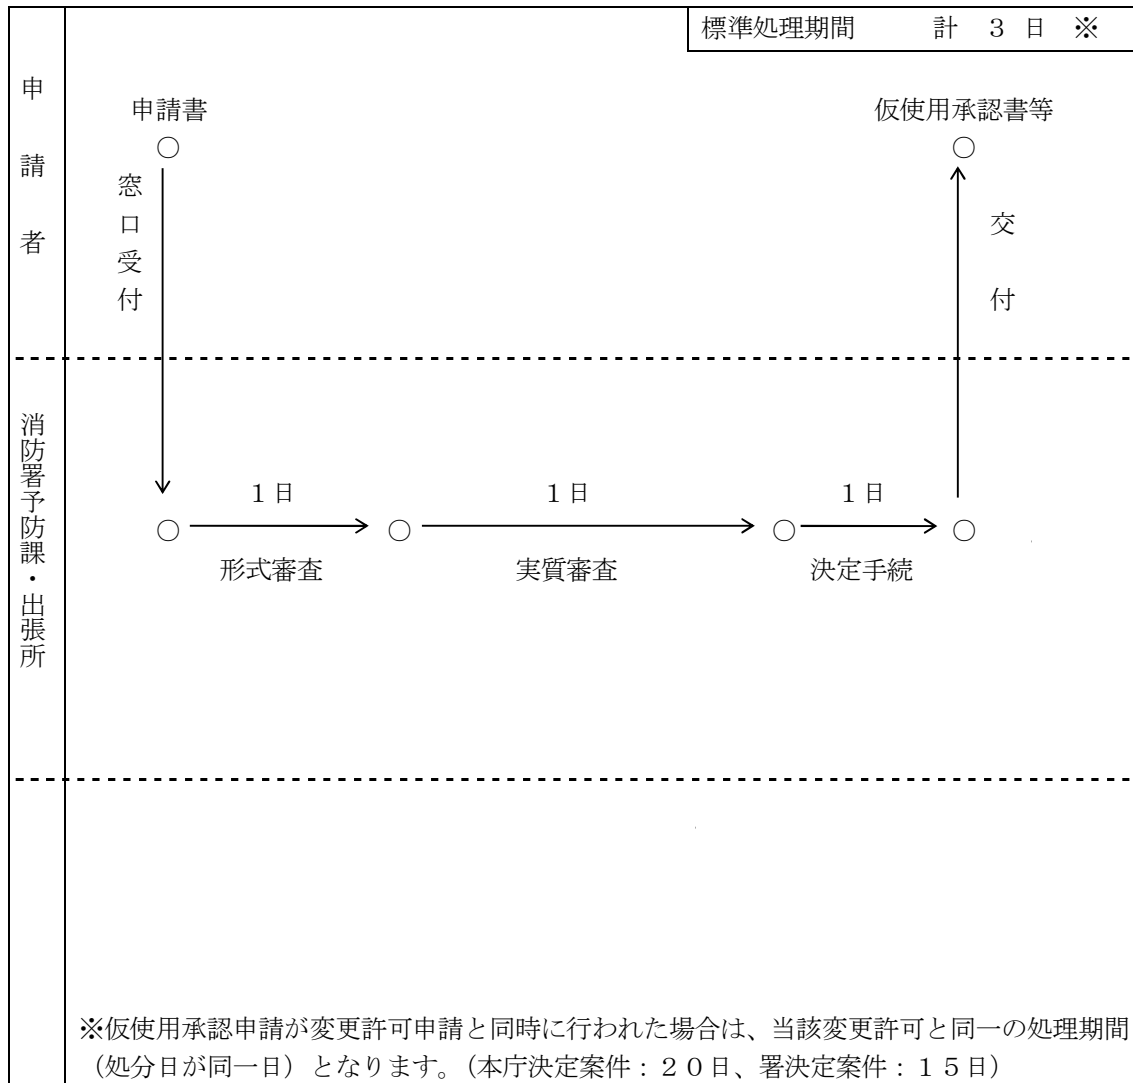 標準処理期間　　計　３　日　※
申請者
申請書
仮使用承認書等
窓口受付
交付
消防署予防課・出張所
１日
１日
１日
形式審査
実質審査
決定手続
※仮使用承認申請が変更許可申請と同時に行われた場合は、当該変更許可と同一の処理期間
（処分日が同一日）となります。（本庁決定案件：２０日、署決定案件：１５日）